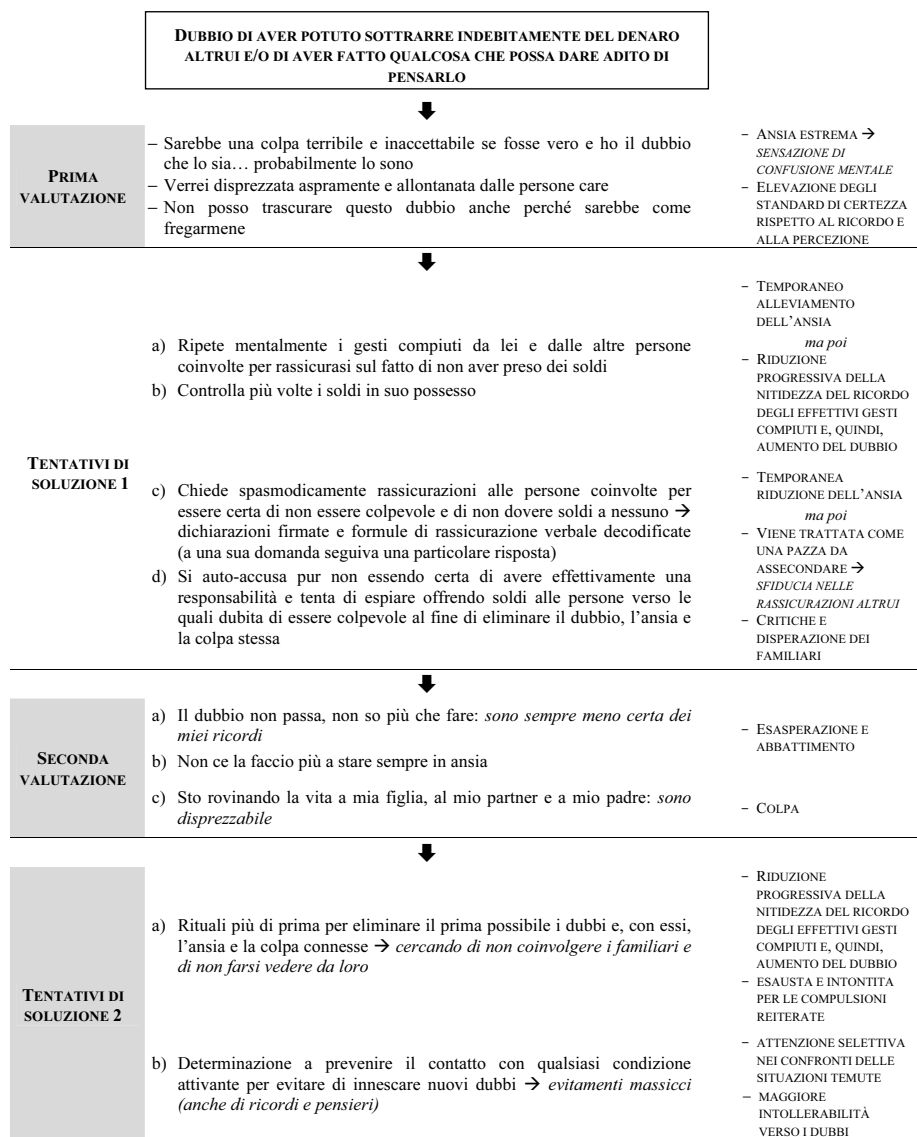 DUBBIO DI AVER POTUTO SOTTRARRE INDEBITAMENTE DEL DENARO
ALTRUI E/O DI AVER FATTO QUALCOSA CHE POSSA DARE ADITO DI
PENSARLO
PRIMA
VALUTAZIONE
– Sarebbe una colpa terribile e inaccettabile se fosse vero e ho il dubbio
che lo sia… probabilmente lo sono
– Verrei disprezzata aspramente e allontanata dalle persone care
– Non posso trascurare questo dubbio anche perché sarebbe come
fregarmene
– ANSIA ESTREMA →
SENSAZIONE DI
CONFUSIONE MENTALE
– ELEVAZIONE DEGLI
STANDARD DI CERTEZZA
RISPETTO AL RICORDO E
ALLA PERCEZIONE
TENTATIVI DI
SOLUZIONE 1
a) Ripete mentalmente i gesti compiuti da lei e dalle altre persone
coinvolte per rassicurasi sul fatto di non aver preso dei soldi
b) Controlla più volte i soldi in suo possesso
– TEMPORANEO
ALLEVIAMENTO
DELL'ANSIA
ma poi
– RIDUZIONE
PROGRESSIVA DELLA
NITIDEZZA DEL RICORDO
DEGLI EFFETTIVI GESTI
COMPIUTI E, QUINDI,
AUMENTO DEL DUBBIO
c) Chiede spasmodicamente rassicurazioni alle persone coinvolte per
essere certa di non essere colpevole e di non dovere soldi a nessuno →
dichiarazioni firmate e formule di rassicurazione verbale decodificate
(a una sua domanda seguiva una particolare risposta)
d) Si auto-accusa pur non essendo certa di avere effettivamente una
responsabilità e tenta di espiare offrendo soldi alle persone verso le
quali dubita di essere colpevole al fine di eliminare il dubbio, l'ansia e
la colpa stessa
– TEMPORANEA
RIDUZIONE DELL'ANSIA
ma poi
– VIENE TRATTATA COME
UNA PAZZA DA
ASSECONDARE →
SFIDUCIA NELLE
RASSICURAZIONI ALTRUI
– CRITICHE E
DISPERAZIONE DEI
FAMILIARI
SECONDA
VALUTAZIONE
a) Il dubbio non passa, non so più che fare: sono sempre meno certa dei
miei ricordi
b) Non ce la faccio più a stare sempre in ansia
c) Sto rovinando la vita a mia figlia, al mio partner e a mio padre: sono
disprezzabile
– ESASPERAZIONE E
ABBATTIMENTO
– COLPA
TENTATIVI DI
SOLUZIONE 2
a) Rituali più di prima per eliminare il prima possibile i dubbi e, con essi,
l'ansia e la colpa connesse → cercando di non coinvolgere i familiari e
di non farsi vedere da loro
– RIDUZIONE
PROGRESSIVA DELLA
NITIDEZZA DEL RICORDO
DEGLI EFFETTIVI GESTI
COMPIUTI E, QUINDI,
AUMENTO DEL DUBBIO
– ESAUSTA E INTONTITA
PER LE COMPULSIONI
REITERATE
b) Determinazione a prevenire il contatto con qualsiasi condizione
attivante per evitare di innescare nuovi dubbi → evitamenti massicci
(anche di ricordi e pensieri)
– ATTENZIONE SELETTIVA
NEI CONFRONTI DELLE
SITUAZIONI TEMUTE
– MAGGIORE
INTOLLERABILITÀ
VERSO I DUBBI